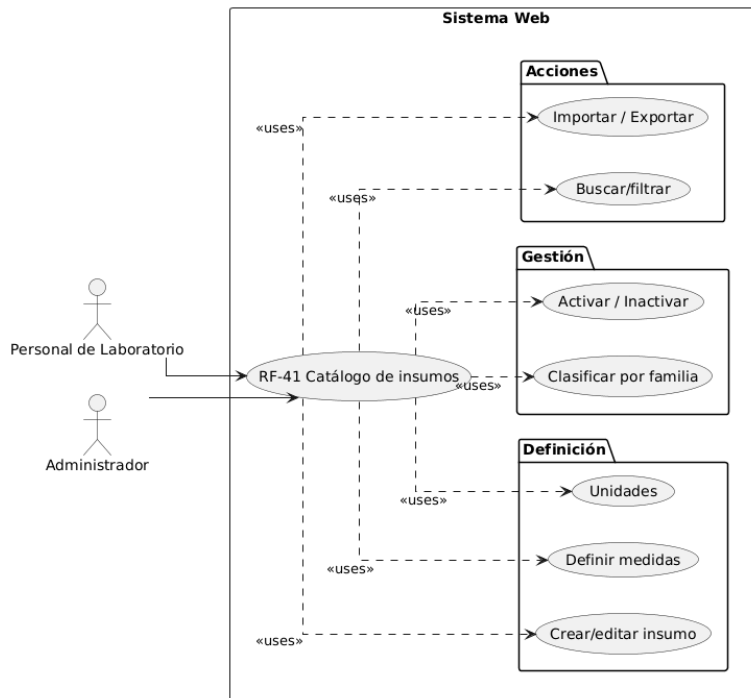 Sistema Web
Acciones
Importar / Exportar
«uses»
Buscar/filtrar
«uses»
Gestión
Activar / Inactivar
«uses»
Personal de Laboratorio
RF-41 Catálogo de insumos
«uses»
Clasificar por familia
Administrador
Definición
Unidades
«uses»
Definir medidas
«uses»
Crear/editar insumo
«uses»